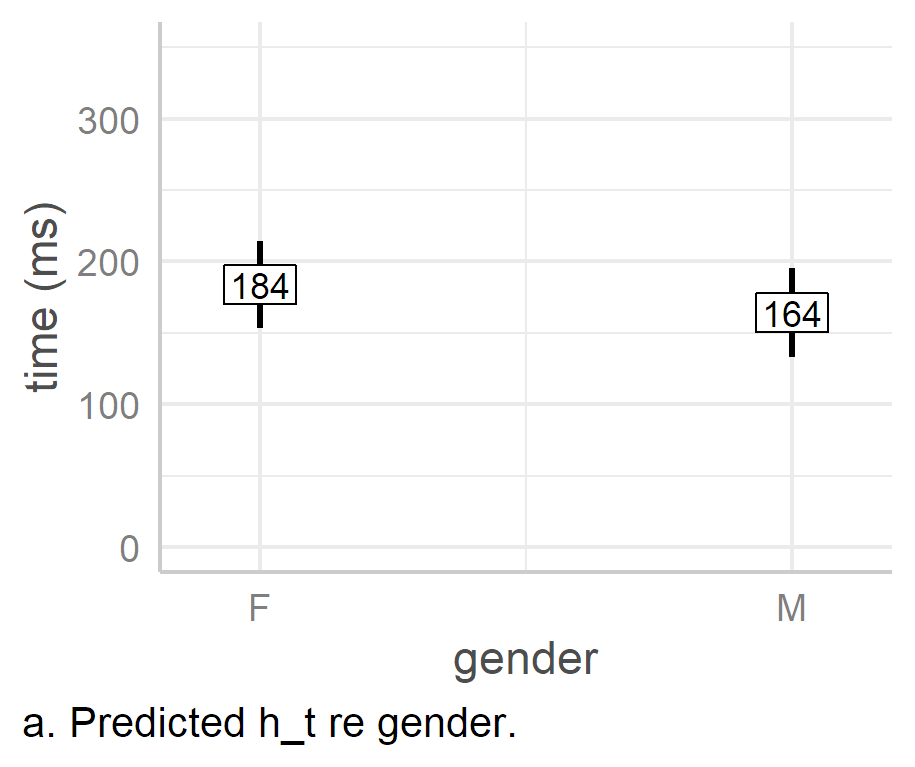 time (ms)
300
200
100
0
184
164
F
M
gender
a. Predicted h_t re gender.